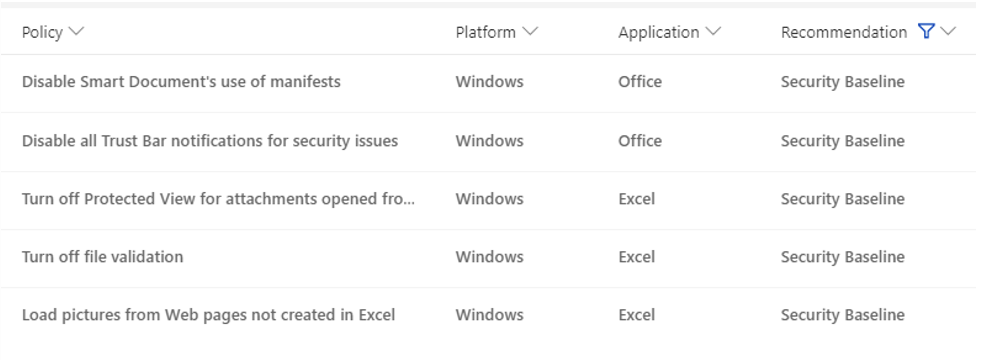 Policy Platform Application Recommendation
Disable Smart Document's use of manifests Windows Office Security Baseline
Disable all Trust Bar notifications for security issues Windows Office Security Baseline
Turn off Protected View for attachments opened fro... Windows Excel Security Baseline
Turn off file validation Windows Excel Security Baseline
Load pictures from Web pages not created in Excel Windows Excel Security Baseline